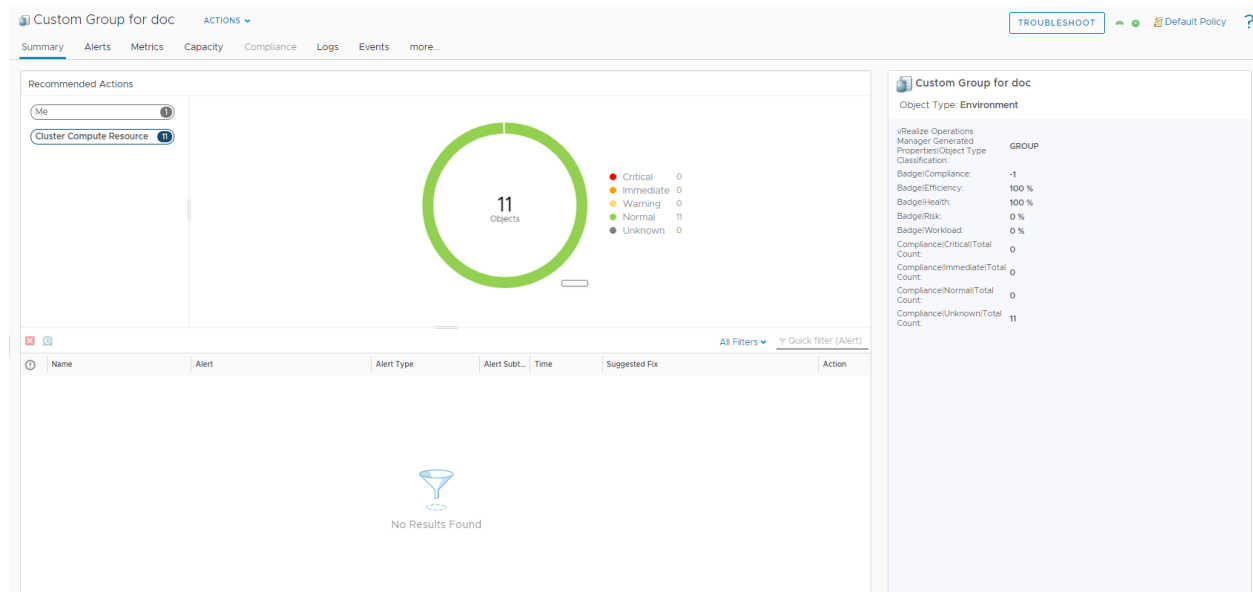 Custom Group for doc
ACTIONS
TROUBLESHOOT
Default Policy
?
Summary Alerts Metrics Capacity Compliance Logs Events more...
Recommended Actions
Me 1
Cluster Compute Resource 11
11
Objects
Critical 0
Immediate 0
Warning 0
Normal 11
Unknown 0
All Filters
Quick filter (Alert)
Name Alert Alert Type Alert Subt... Time Suggested Fix Action
No Results Found
Custom Group for doc
Object Type: Environment
vRealize Operations
Manager Generated
Properties|Object Type
Classification:
GROUP
Badge|Compliance: -1
Badge|Efficiency: 100 %
Badge|Health: 100 %
Badge|Risk: 0 %
Badge|Workload: 0 %
Compliance|Critical|Total
Count:
0
Compliance|Immediate|Total
Count:
0
Compliance|Normal|Total
Count:
0
Compliance|Unknown|Total
Count:
11